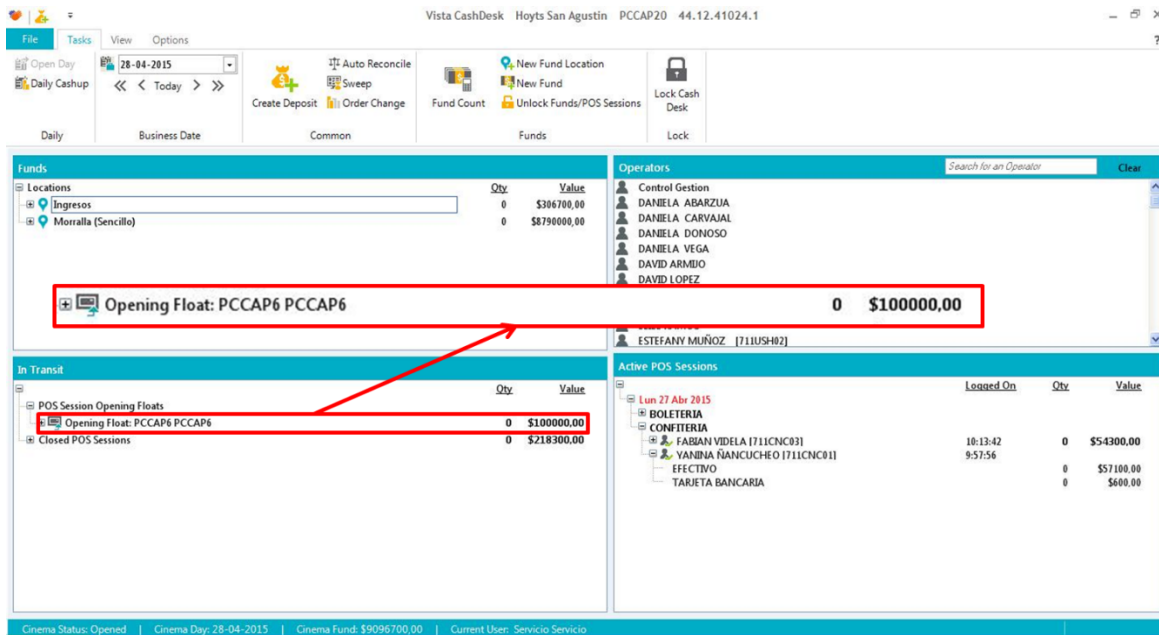 Vista CashDesk Hoyts San Agustin PCCAP20 44.12.41024.1
File Tasks View Options
Open Day
Daily Cashup
Daily
28-04-2015
Today
Business Date
Create Deposit
Auto Reconcile
Sweep
Order Change
Common
Fund Count
New Fund Location
New Fund
Unlock Funds/POS Sessions
Funds
Lock Cash
Desk
Lock
Funds
Locations Qty Value
Ingresos 0 $306700,00
Morralla (Sencillo) 0 $8790000,00
Opening Float: PCCAP6 PCCAP6 0 $100000,00
Operators Search for an Operator Clear
Control Gestion
DANIELA ABARZUA
DANIELA CARVAJAL
DANIELA DONOSO
DANIELA VEGA
DAVID ARMIJO
DAVID LOPEZ
ESTEFANY MUÑOZ [711USH02]
In Transit
Qty Value
POS Session Opening Floats
Opening Float: PCCAP6 PCCAP6 0 $100000,00
Closed POS Sessions 0 $218300,00
Active POS Sessions
Logged On Qty Value
Lun 27 Abr 2015
BOLETERIA
CONFITERIA
FABIAN VIDELA [711CNC03] 10:13:42 0 $54300,00
YANINA ÑANCUCHEO [711CNC01] 9:57:56
EFECTIVO 0 $57100,00
TARJETA BANCARIA 0 $600,00
Cinema Status: Opened | Cinema Day: 28-04-2015 | Cinema Fund: $9096700,00 | Current User: Servicio Servicio